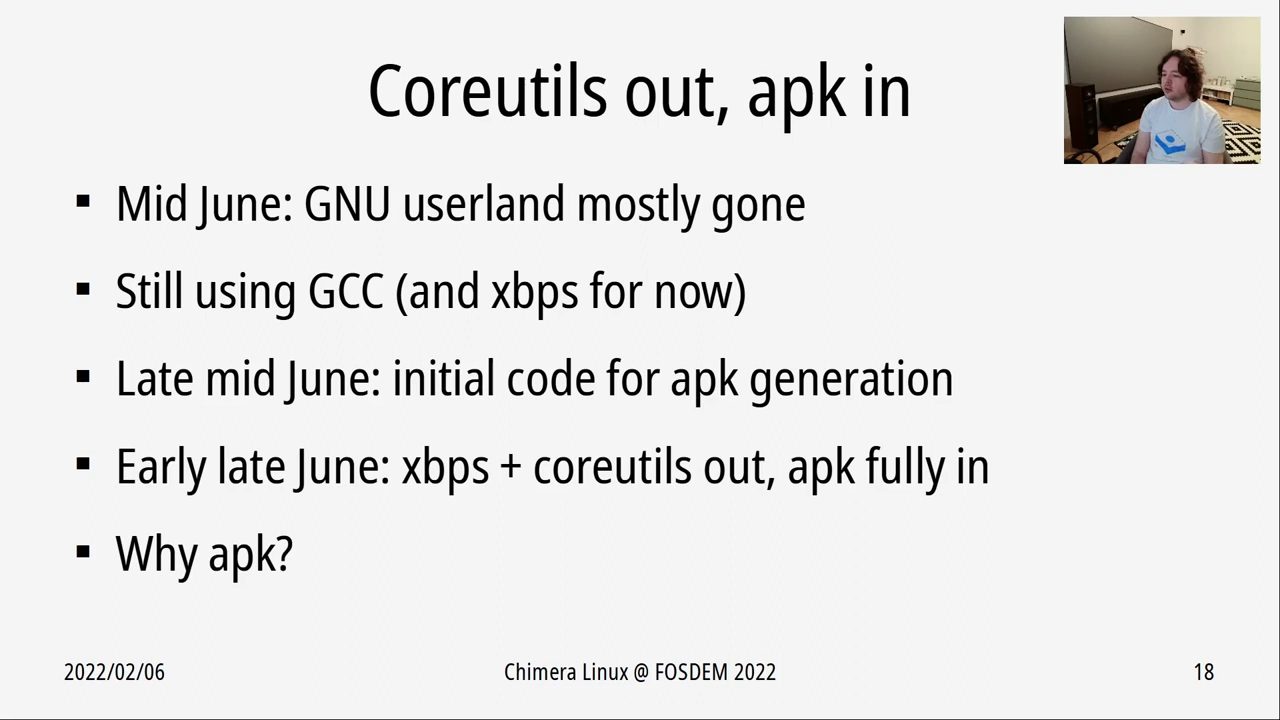 Coreutils out, apk in
▪ Mid June: GNU userland mostly gone
▪ Still using GCC (and xbps for now)
▪ Late mid June: initial code for apk generation
▪ Early late June: xbps + coreutils out, apk fully in
▪ Why apk?
2022/02/06
Chimera Linux @ FOSDEM 2022
18